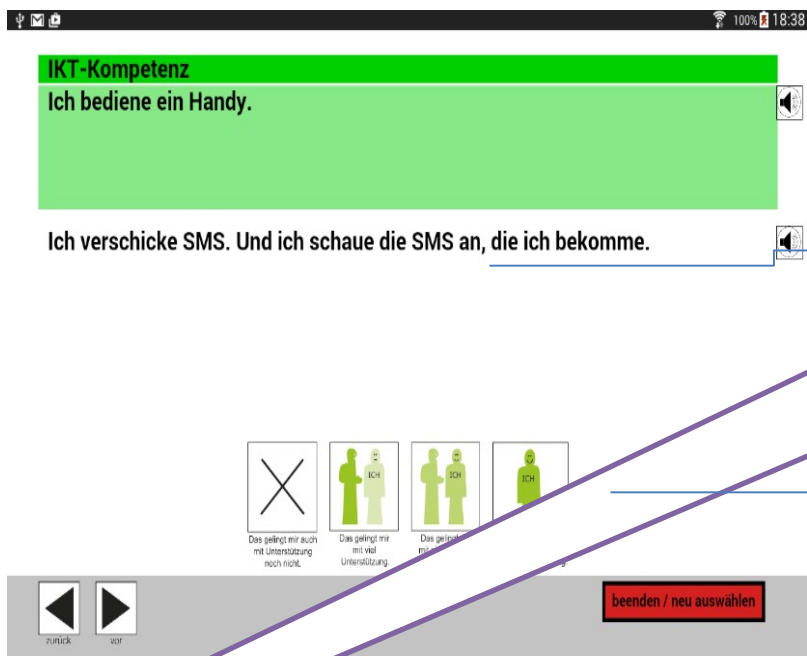 100% 18:38
IKT-Kompetenz
Ich bediene ein Handy.
Ich verschicke SMS. Und ich schaue die SMS an, die ich bekomme.
ICH
ICH
ICH
Das gelingt mir auch
mit Unterstützung
noch nicht.
Das gelingt mir
mit viel
Unterstützung.
Das
zurück
vor
beenden / neu auswählen